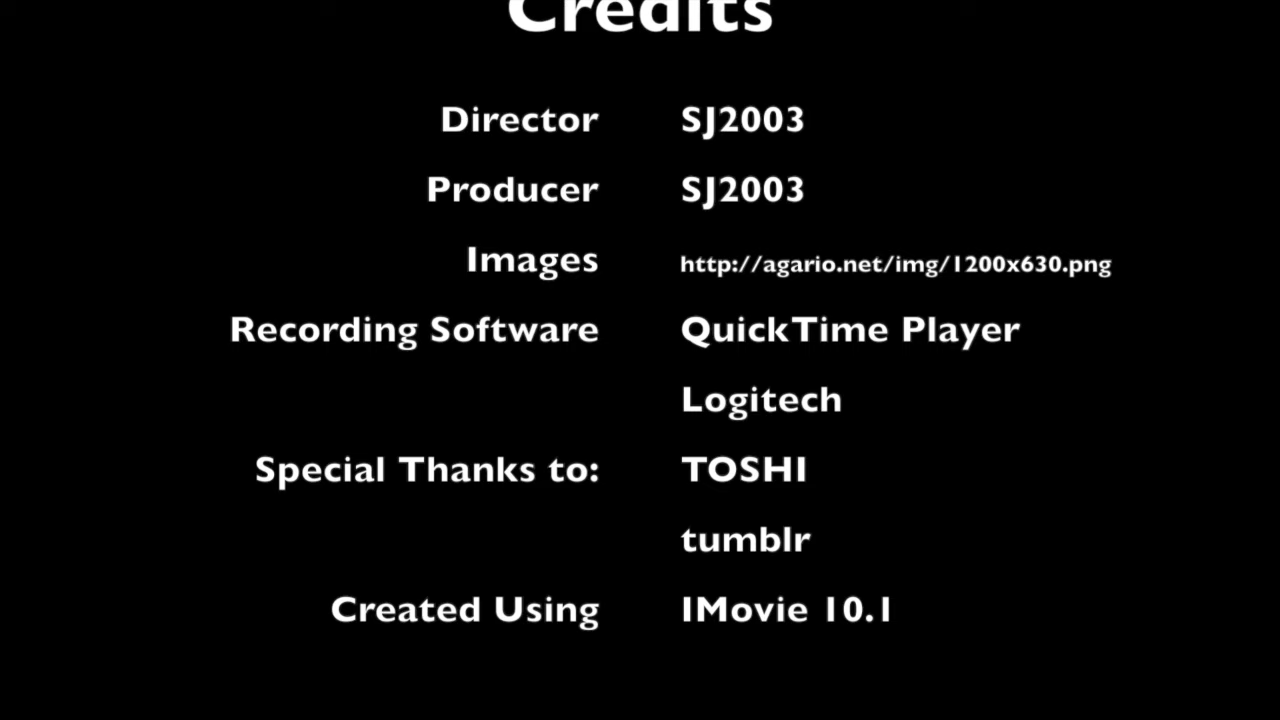 Credits
Director SJ2003
Producer SJ2003
Images http://agario.net/img/1200x630.png
Recording Software QuickTime Player
Logitech
Special Thanks to: TOSHI
tumblr
Created Using IMovie 10.1